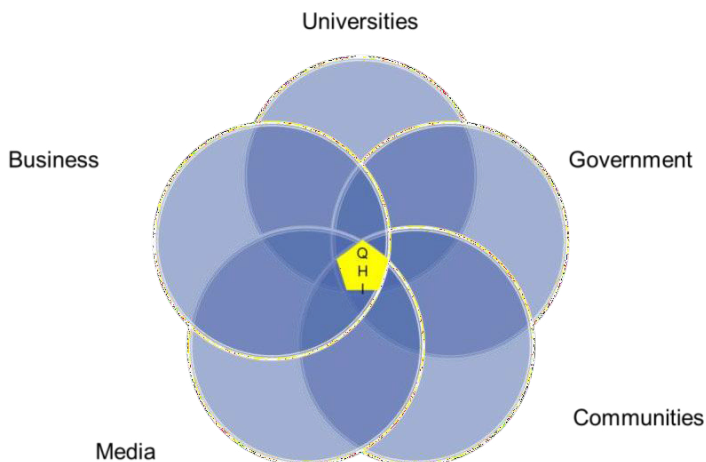 Universities
Business
Government
Q
H
I
Communities
Media